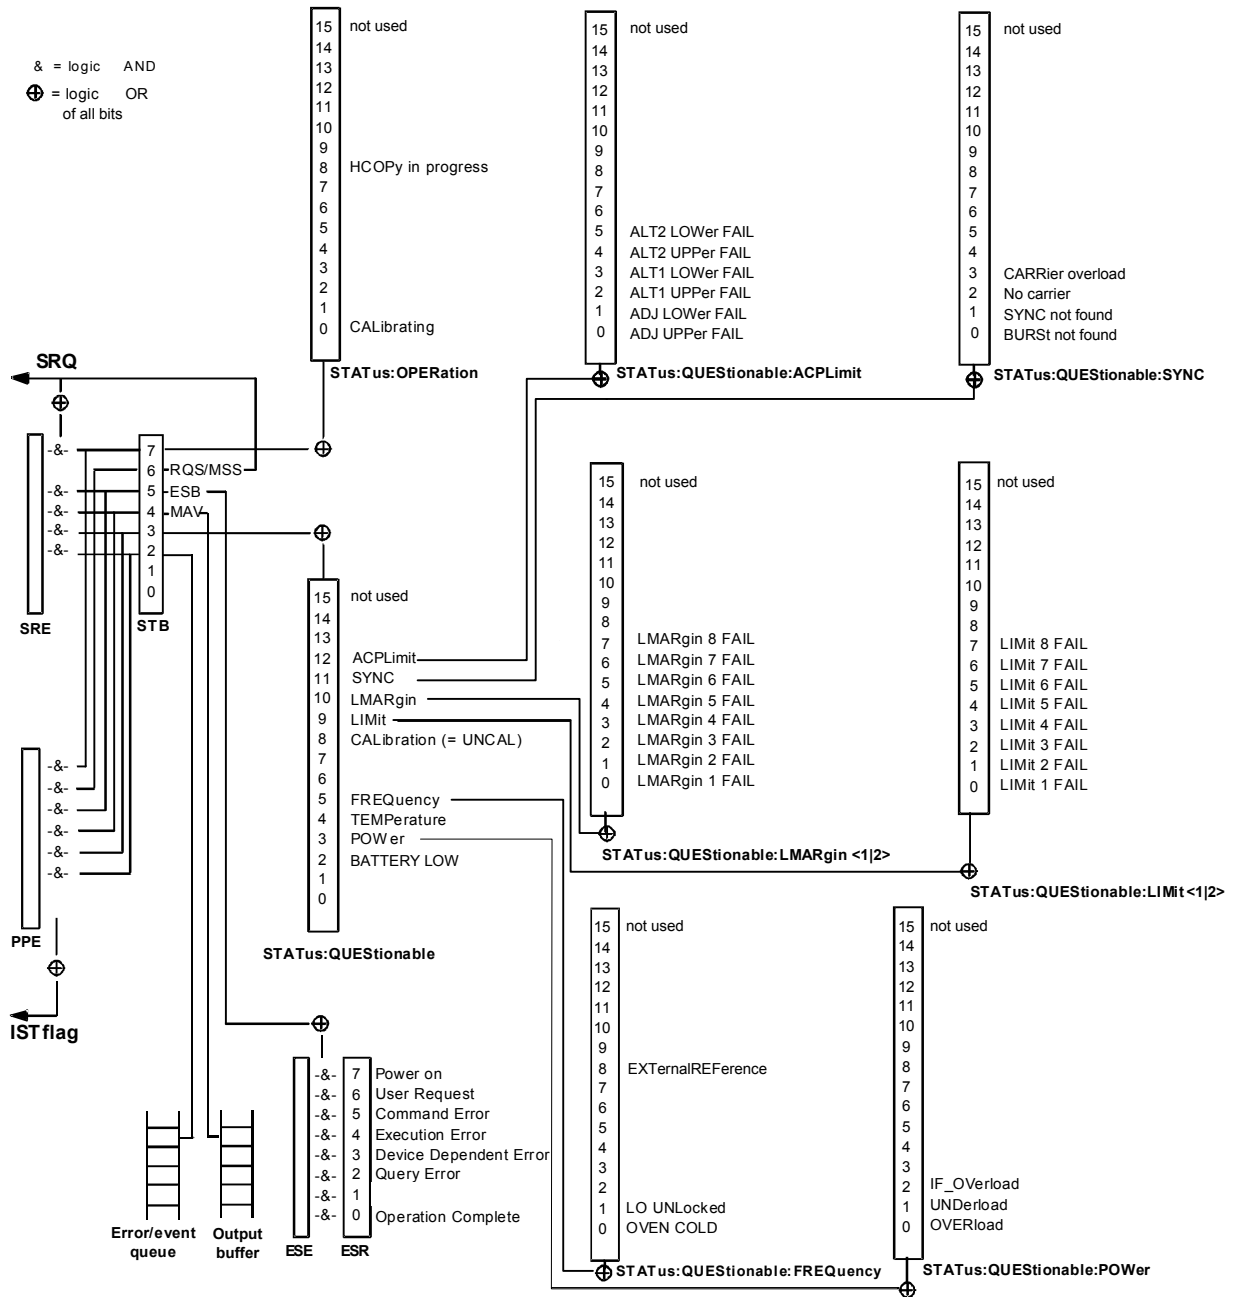 & = logic AND
= logic OR
of all bits
15 not used
14
13
12
11
10
9
8 HCOPy in progress
7
6
5
4
3
2
1
0 CALibrating
STATus:OPERation
15 not used
14
13
12
11
10
9
8
7
6
5 ALT2 LOWer FAIL
4 ALT2 UPPer FAIL
3 ALT1 LOWer FAIL
2 ALT1 UPPer FAIL
1 ADJ LOWer FAIL
0 ADJ UPPer FAIL
STATus:QUEStionable:ACPLimit
15 not used
14
13
12
11
10
9
8
7
6
5
4
3 CARRier overload
2 No carrier
1 SYNC not found
0 BURSt not found
STATus:QUEStionable:SYNC
SRQ
-&-
-&-
-&-
-&-
-&-
SRE
7
6 RQS/MSS
5 ESB
4 MAV
3
2
1
0
STB
15 not used
14
13
12 ACPLimit
11 SYNC
10 LMARgin
9 LIMit
8 CALibration (= UNCAL)
7
6
5 FREQuency
4 TEMPerature
3 POWer
2 BATTERY LOW
1
0
STATus:QUEStionable
15 not used
14
13
12
11
10
9
8
7 LMARgin 8 FAIL
6 LMARgin 7 FAIL
5 LMARgin 6 FAIL
4 LMARgin 5 FAIL
3 LMARgin 4 FAIL
2 LMARgin 3 FAIL
1 LMARgin 2 FAIL
0 LMARgin 1 FAIL
STATus:QUEStionable:LMARgin <1|2>
15 not used
14
13
12
11
10
9
8
7 LIMit 8 FAIL
6 LIMit 7 FAIL
5 LIMit 6 FAIL
4 LIMit 5 FAIL
3 LIMit 4 FAIL
2 LIMit 3 FAIL
1 LIMit 2 FAIL
0 LIMit 1 FAIL
STATus:QUEStionable:LIMit <1|2>
-&-
-&-
-&-
-&-
-&-
-&-
PPE
ISTflag
15 not used
14
13
12
11
10
9
8 EXTernalREFerence
7
6
5
4
3
2
1 LO UNLocked
0 OVEN COLD
STATus:QUEStionable:FREQuency
15 not used
14
13
12
11
10
9
8
7
6
5
4
3
2 IF_OVerload
1 UNDerload
0 OVERload
STATus:QUEStionable:POWer
-&- 7 Power on
-&- 6 User Request
-&- 5 Command Error
-&- 4 Execution Error
-&- 3 Device Dependent Error
-&- 2 Query Error
-&- 1
-&- 0 Operation Complete
ESE ESR
Error/event
queue
Output
buffer